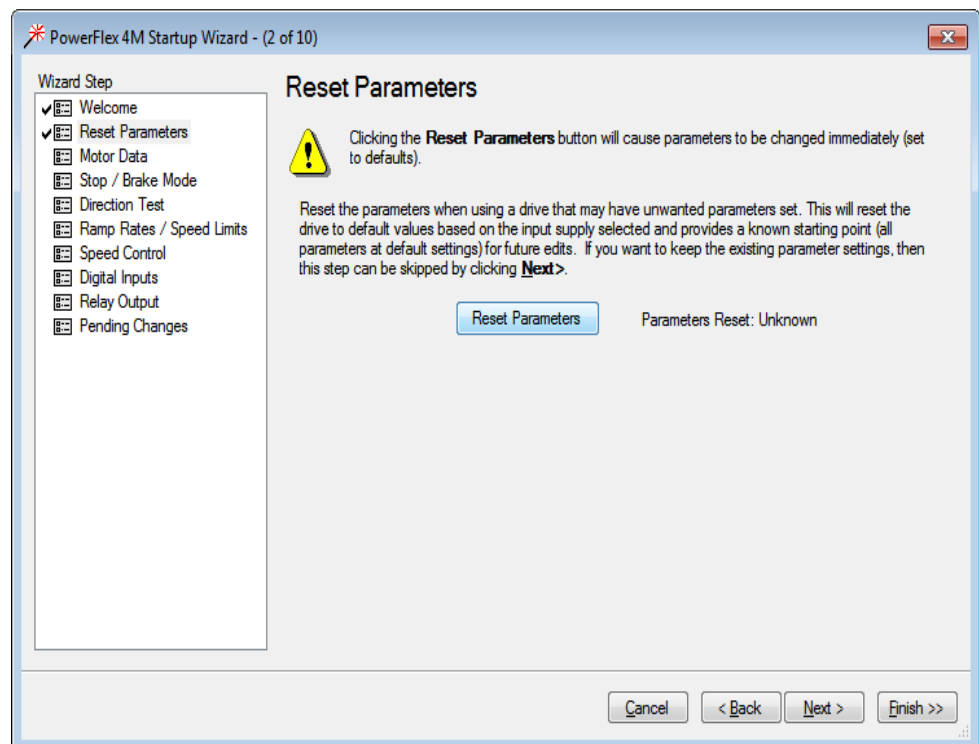 PowerFlex 4M Startup Wizard - (2 of 10)
Wizard Step
Welcome
Reset Parameters
Motor Data
Stop / Brake Mode
Direction Test
Ramp Rates / Speed Limits
Speed Control
Digital Inputs
Relay Output
Pending Changes
Reset Parameters
Clicking the Reset Parameters button will cause parameters to be changed immediately (set
to defaults).
Reset the parameters when using a drive that may have unwanted parameters set. This will reset the
drive to default values based on the input supply selected and provides a known starting point (all
parameters at default settings) for future edits. If you want to keep the existing parameter settings, then
this step can be skipped by clicking Next>.
Reset Parameters
Parameters Reset: Unknown
Cancel
< Back
Next >
Finish >>